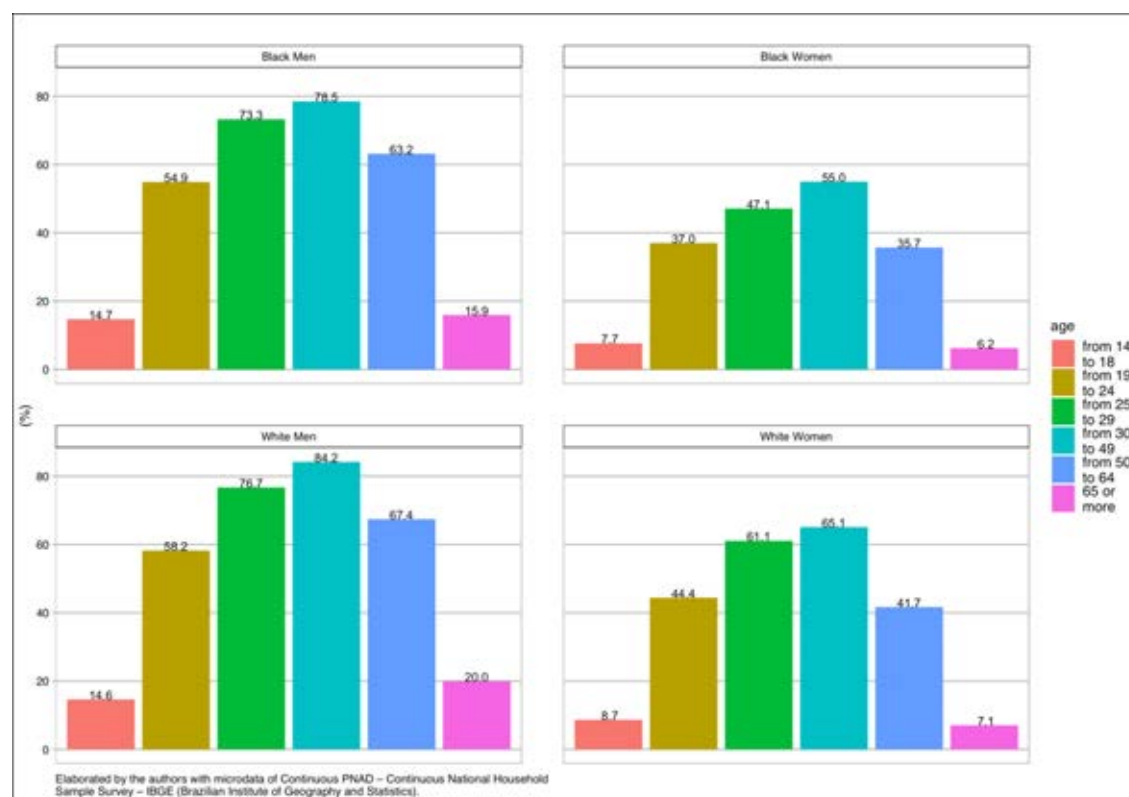 Black Men
Black Women
80
60
40
20
0
14.7
54.9
73.3
78.5
63.2
15.9
7.7
37.0
47.1
55.0
35.7
6.2
(%)
White Men
White Women
80
60
40
20
0
14.6
58.2
76.7
84.2
67.4
20.0
8.7
44.4
61.1
65.1
41.7
7.1
age
from 14
to 18
from 19
to 24
from 25
to 29
from 30
to 49
from 50
to 64
65 or
more
Elaborated by the authors with microdata of Continuous PNAD – Continuous National Household
Sample Survey – IBGE (Brazilian Institute of Geography and Statistics).